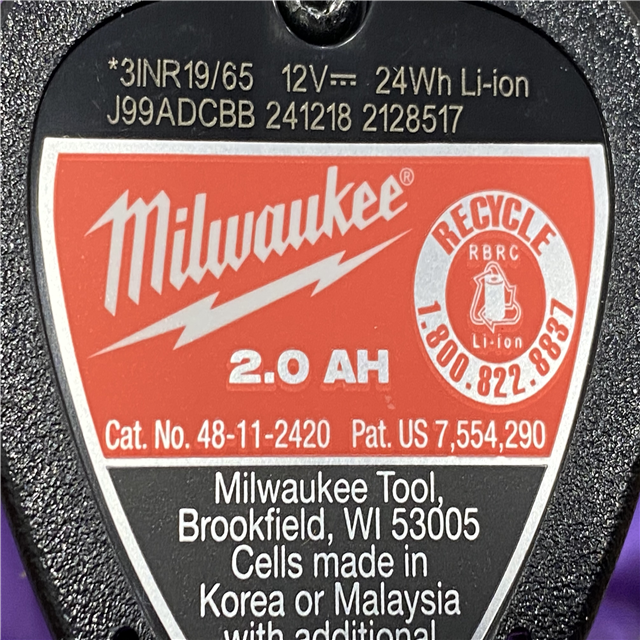 *3INR19/65 12V⎓ 24Wh Li-ion
J99ADCBB 241218 2128517
Milwaukee®
RECYCLE
RBRC
Li-ion
1.800.822.8837
2.0 AH
Cat. No. 48-11-2420 Pat. US 7,554,290
Milwaukee Tool,
Brookfield, WI 53005
Cells made in
Korea or Malaysia
with additional